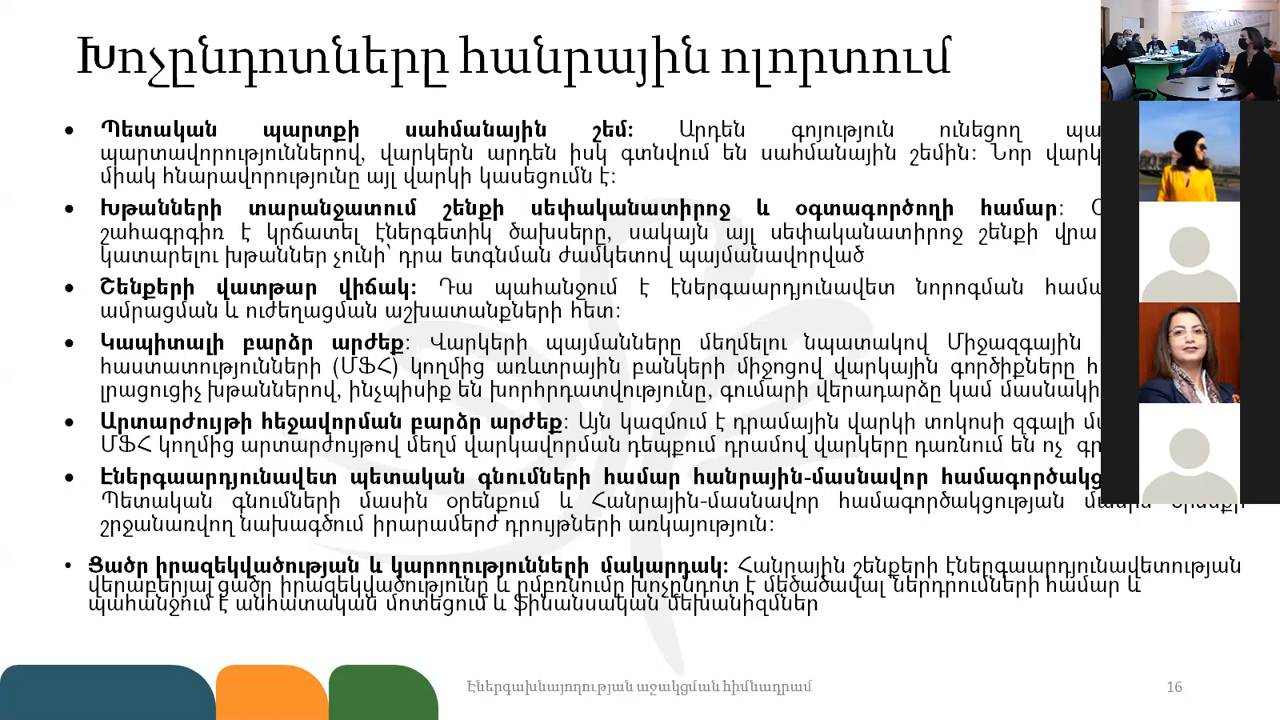 Խոչընդոտները հանրային ոլորտում
• Պետական պարտքի սահմանային շեմ: Արդեն գոյություն ունեցող
պարտավորություններով, վարկերն արդեն իսկ գտնվում են սահմանային շեմին: Նոր
միակ հնարավորությունը այլ վարկի կասեցումն է:
• Խթանների տարանջատում շենքի սեփականատիրոջ և օգտագործողի համար:
շահագրգիռ է կրճատել էներգետիկ ծախսերը, սակայն այլ սեփականատիրոջ շենքի վրա
կատարելու խթաններ չունի՝ դրա ետգնման ժամկետով պայմանավորված
• Շենքերի վատթար վիճակ: Դա պահանջում է էներգաարդյունավետ նորոգման
ամրացման և ուժեղացման աշխատանքների հետ:
• Կապիտալի բարձր արժեք: Վարկերի պայմանները մեղմելու նպատակով Միջազգային
հաստատությունների (ՄՖՀ) կողմից առևտրային բանկերի միջոցով վարկային գործիքները
լրացուցիչ խթաններով, ինչպիսիք են խորհրդատվությունը, գումարի վերադարձը կամ
• Արտարժույթի հեջավորման բարձր արժեք: Այն կազմում է դրամային վարկի տոկոսի զգալի
ՄՖՀ կողմից արտարժույթով մեղմ վարկավորման դեպքում դրամով վարկերը դառնում են ոչ
• Էներգաարդյունավետ պետական գնումների համար հանրային-մասնավոր
Պետական գնումների մասին օրենքում և Հանրային-մասնավոր համագործակցության
շրջանառվող նախագծում իրարամերժ դրույթների առկայություն:
• Ցածր իրազեկվածության և կարողությունների մակարդակ: Հանրային շենքերի էներգաարդյունավետության
վերաբերյալ ցածր իրազեկվածությունը և ըմբռնումը խոչընդոտ է մեծածավալ ներդրումների համար և
պահանջում է անհատական մոտեցում և ֆինանսական մեխանիզմներ
Էներգախնայողության աջակցման հիմնադրամ
16